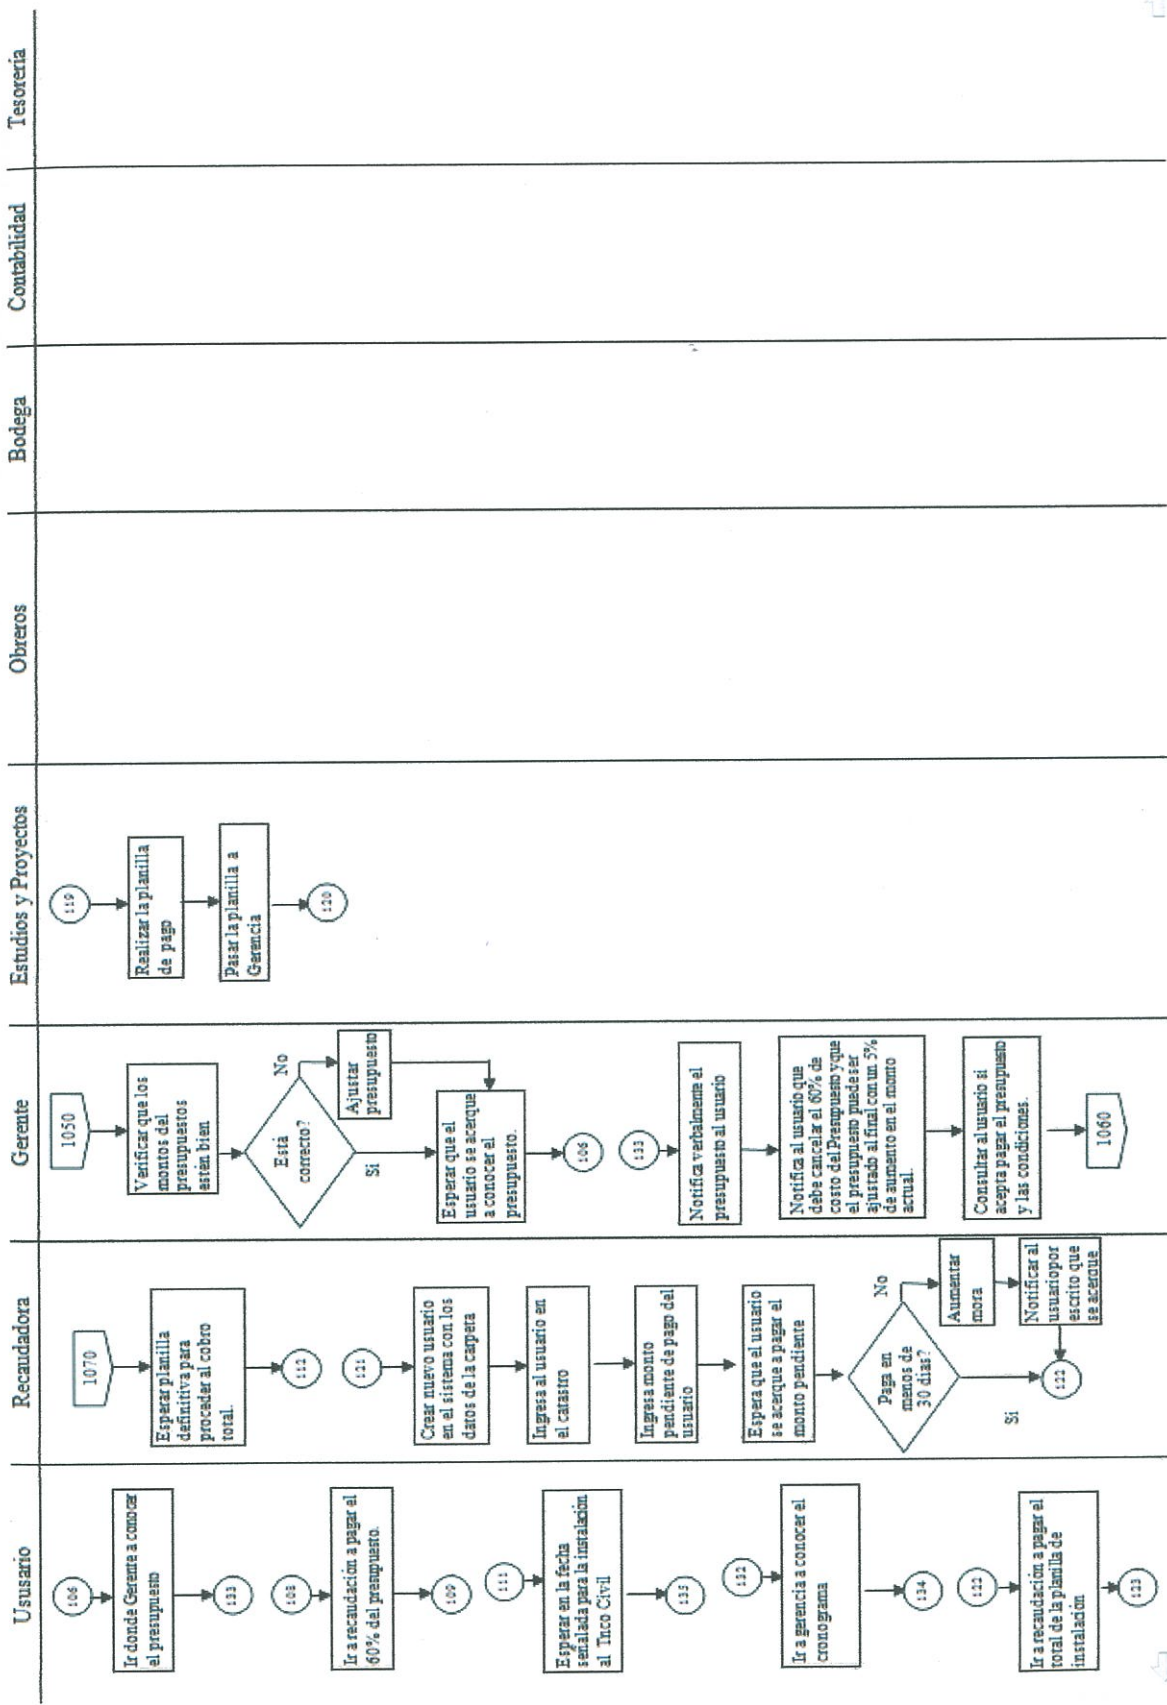 Ususario
Recaudadora
Gerente
Estudios y Proyectos
Obreros
Bodega
Contabilidad
Tesorería
106
Ir donde Gerente a conocer
el presupuesto
133
108
Ir a recaudación a pagar el
60% del presupuesto.
109
111
Esperar en la fecha
señalada para la instalación
al Tnco Civil
135
132
Ir a gerencia a conocer el
cronograma
134
122
Ir a recaudación a pagar el
total de la planilla de
instalación
123
1070
Esperar planilla
definitiva para
proceder al cobro
total.
112
121
Crear nuevo usuario
en el sistema con los
datos de la carpera
Ingresa al usuario en
el catastro
Ingresa monto
pendiente de pago del
usuario
Espera que el usuario
se acerque a pagar el
monto pendiente
Paga en
menos de
30 dias?
No
Aumentar
mora
Notificar al
usuario por
escrito que
se acerque
Si
122
1050
Verificar que los
montos del
presupuestos
estén bien
Está
correcto?
No
Ajustar
presupuesto
Si
Esperar que el
usuario se acerque
a conocer el
presupuesto.
106
133
Notifica verbalmente el
presupuesto al usuario
Notifica al usuario que
debe cancelar el 60% de
costo del Presupuesto y que
el presupuesto puede ser
ajustado al final con un 5%
de aumento en el monto
actual.
Consultar al usuario si
acepta pagar el presupuesto
y las condiciones.
1060
119
Realizar la planilla
de pago
Pasar la planilla a
Gerencia
120